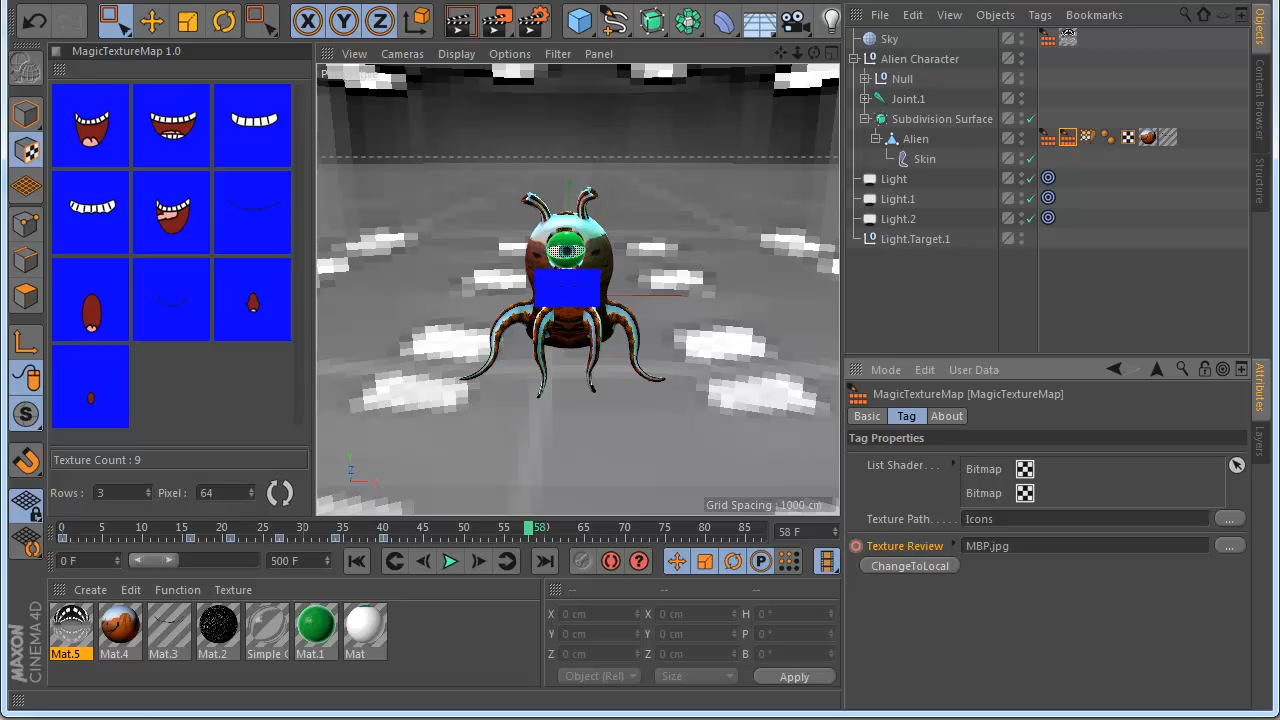 X Y Z
MagicTextureMap 1.0
View Cameras Display Options Filter Panel
File Edit View Objects Tags Bookmarks
Sky
Alien Character
Null
Joint.1
Subdivision Surface
Alien
Skin
Light
Light.1
Light.2
Light.Target.1
Objects
Content Browser
Structure
Mode Edit User Data
MagicTextureMap [MagicTextureMap]
Basic Tag About
Tag Properties
List Shader . . . Bitmap
Bitmap
Texture Path. . . . . Icons ...
Texture Review MBP.jpg ...
ChangeToLocal
Attributes
Layers
Texture Count : 9
Rows : 3 Pixel : 64
Y
Z
X
Grid Spacing : 1000 cm
0 5 10 15 20 25 30 35 40 45 50 55 58 65 70 75 80 85
58 F
0 F 500 F
Create Edit Function Texture
Mat.5 Mat.4 Mat.3 Mat.2 Simple C Mat.1 Mat
-- -- --
X 0 cm X 0 cm H 0 °
Y 0 cm Y 0 cm P 0 °
Z 0 cm Z 0 cm B 0 °
Object (Rel) Size Apply
MAXON
CINEMA 4D